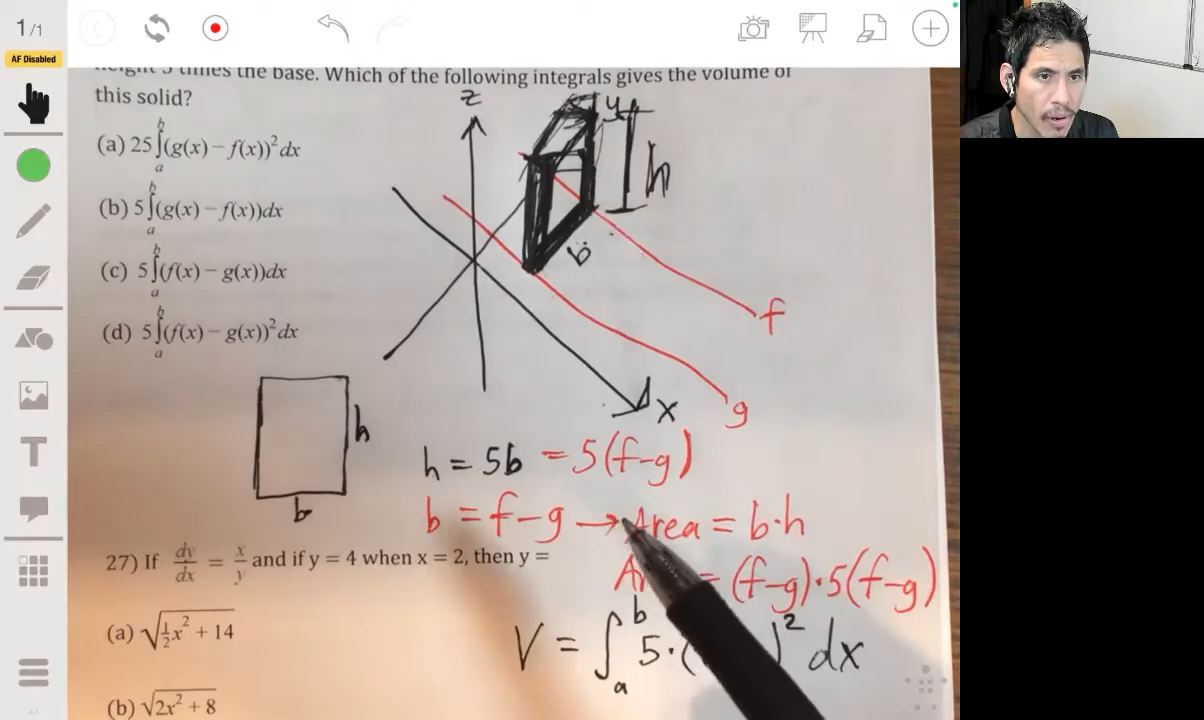 1/1
AF Disabled
height 5 times the base. Which of the following integrals gives the volume of
this solid?
(a) 25 ∫_a^b (g(x) − f(x))² dx
(b) 5 ∫_a^b (g(x) − f(x))dx
(c) 5 ∫_a^b (f(x) − g(x))dx
(d) 5 ∫_a^b (f(x) − g(x))² dx
z
y
h
b
f
g
x
h
b
h = 5b = 5(f-g)
b = f-g → Area = b·h
= (f-g)·5(f-g)
V = ∫_a^b 5·( )² dx
27) If dy/dx = x/y and if y = 4 when x = 2, then y =
(a) √(½x² + 14)
(b) √(2x² + 8)
T